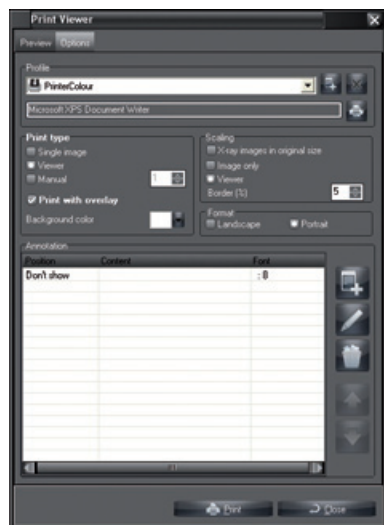 Print Viewer
Preview Options
Profile
PrinterColour
Microsoft XPS Document Writer
Print type
Single image
Viewer
Manual 1
Print with overlay
Background color
Scaling
X-ray images in original size
Image only
Viewer
Border (%) 5
Format
Landscape Portrait
Annotation
Position Content Font
Don't show : 8
Print Close